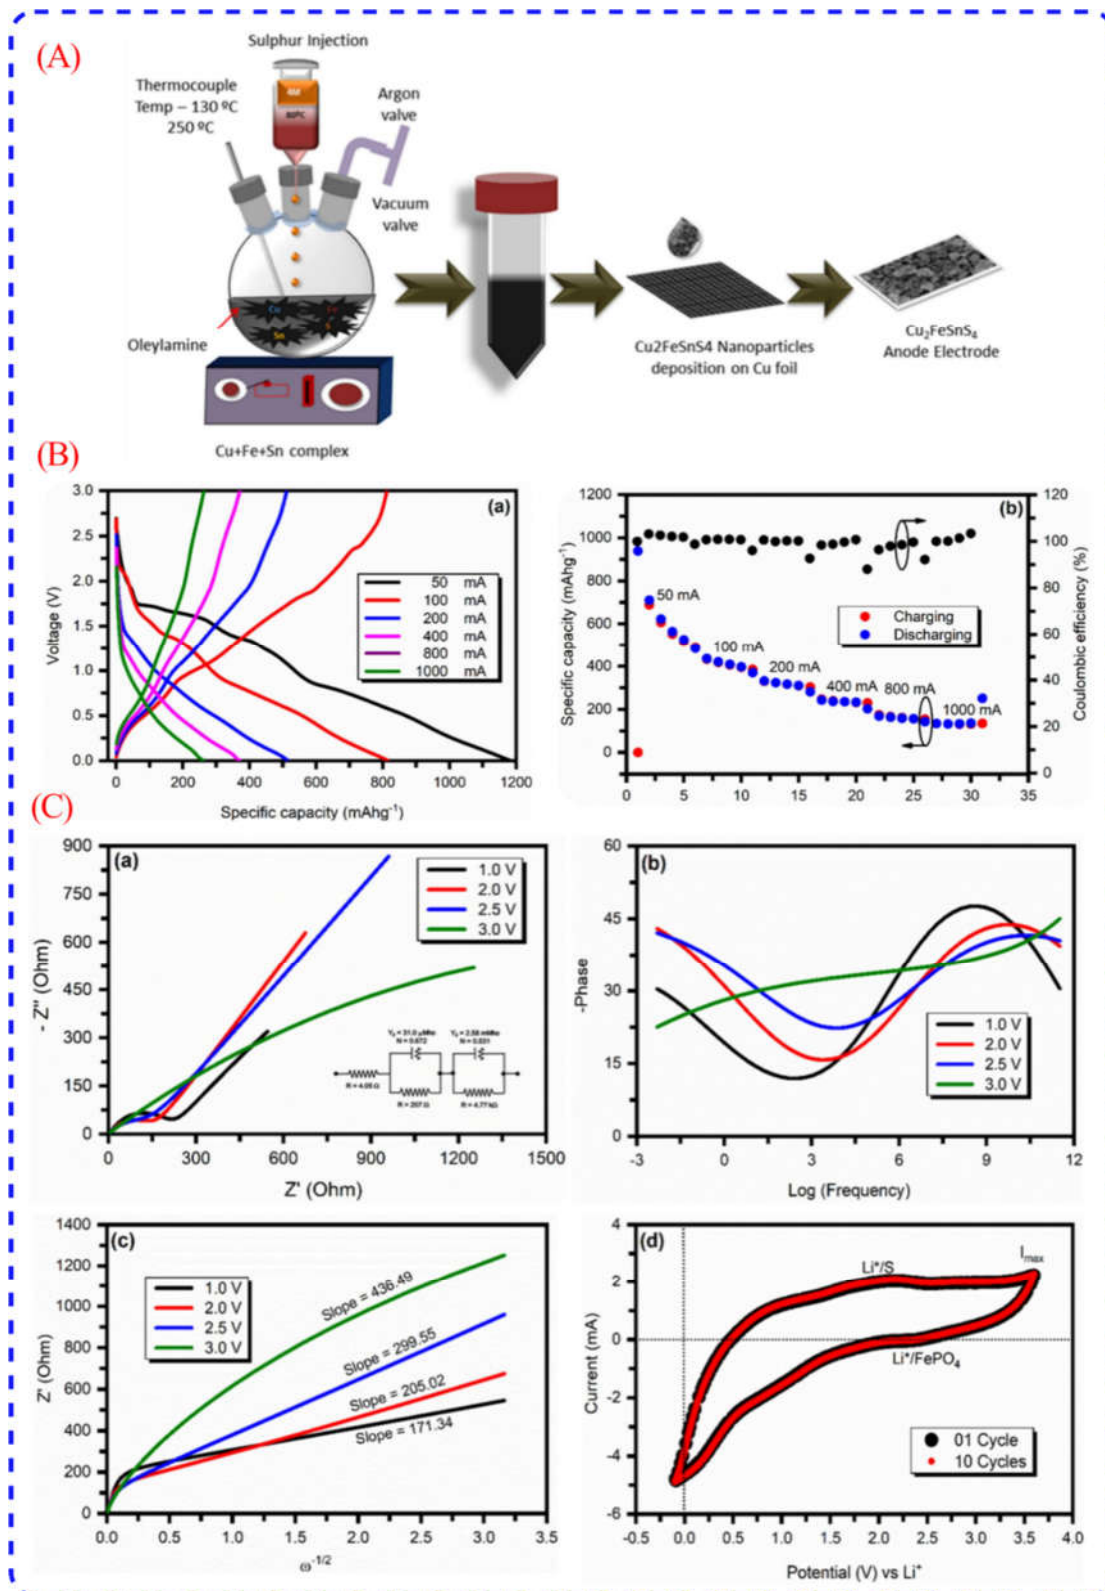 (A)
Sulphur Injection
Thermocouple
Temp – 130 ºC
250 ºC
80ºC
Argon
valve
Vacuum
valve
Cu
Fe
Sn
S
Oleylamine
Cu+Fe+Sn complex
Cu2FeSnS4 Nanoparticles
deposition on Cu foil
Cu₂FeSnS₄
Anode Electrode
(B)
(a)
3.0
2.5
2.0
1.5
1.0
0.5
0.0
Voltage (V)
50 mA
100 mA
200 mA
400 mA
800 mA
1000 mA
0 200 400 600 800 1000 1200
Specific capacity (mAhg⁻¹)
(b)
1200
1000
800
600
400
200
0
Specific capacity (mAhg⁻¹)
120
100
80
60
40
20
0
Coulombic efficiency (%)
50 mA
100 mA
200 mA
400 mA
800 mA
1000 mA
Charging
Discharging
0 5 10 15 20 25 30 35
(C)
(a)
900
750
600
450
300
150
0
- Z" (Ohm)
1.0 V
2.0 V
2.5 V
3.0 V
N = 0.672
R = 4.05 Ω
R = 207 Ω
R = 4.77 kΩ
0 300 600 900 1200 1500
Z' (Ohm)
(b)
60
45
30
15
0
-Phase
1.0 V
2.0 V
2.5 V
3.0 V
-3 0 3 6 9 12
Log (Frequency)
(c)
1400
1200
1000
800
600
400
200
0
Z' (Ohm)
1.0 V
2.0 V
2.5 V
3.0 V
Slope = 436.49
Slope = 299.55
Slope = 205.02
Slope = 171.34
0.0 0.5 1.0 1.5 2.0 2.5 3.0 3.5
ω⁻¹/²
(d)
4
2
0
-2
-4
-6
Current (mA)
Li⁺/S
Imax
Li⁺/FePO₄
01 Cycle
10 Cycles
-0.5 0.0 0.5 1.0 1.5 2.0 2.5 3.0 3.5 4.0
Potential (V) vs Li⁺